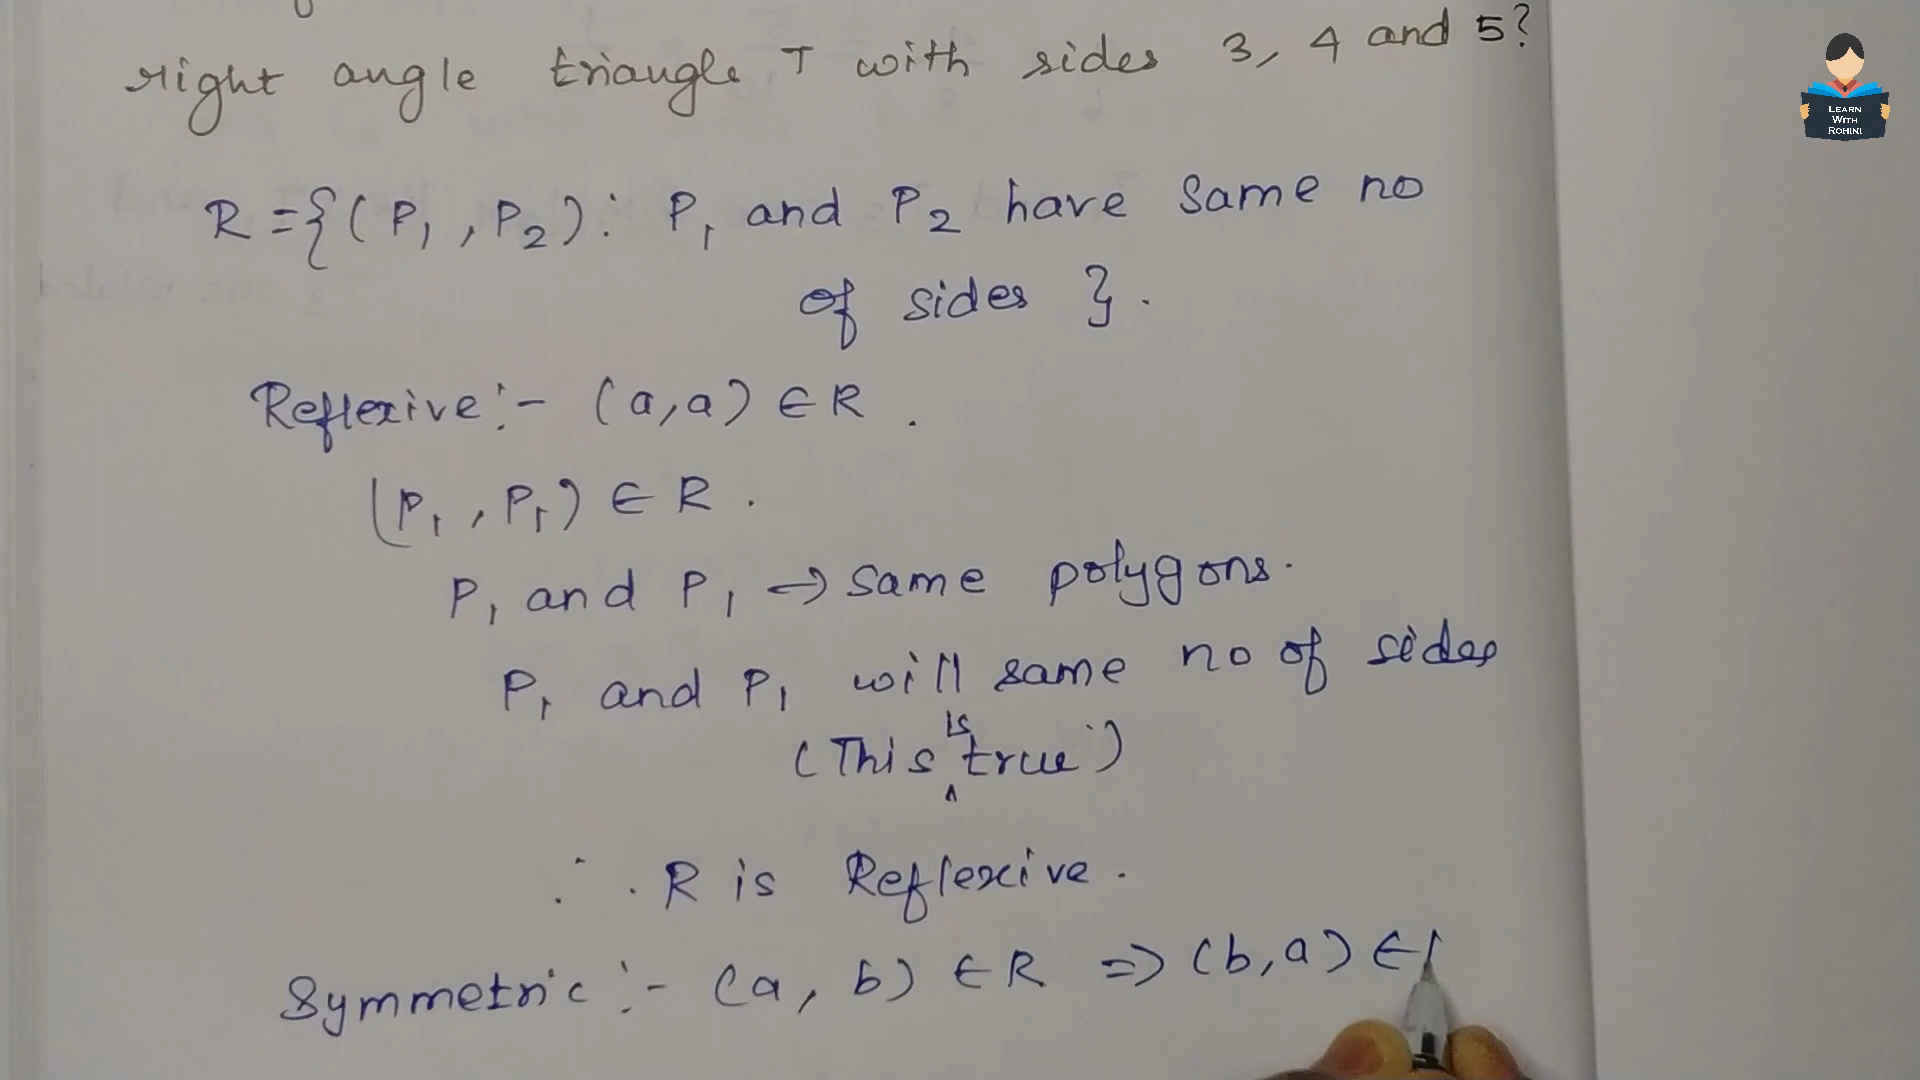 right angle triangle T with sides 3, 4 and 5?
R = {(P1, P2): P1 and P2 have same no
of sides }.
Reflexive:- (a,a) ∈ R.
(P1, P1) ∈ R.
P1 and P1 → same polygons.
P1 and P1 will same no of sides
(This is true)
∴ R is Reflexive.
Symmetric:- (a, b) ∈ R => (b,a) ∈
LEARN
WITH
ROHINI